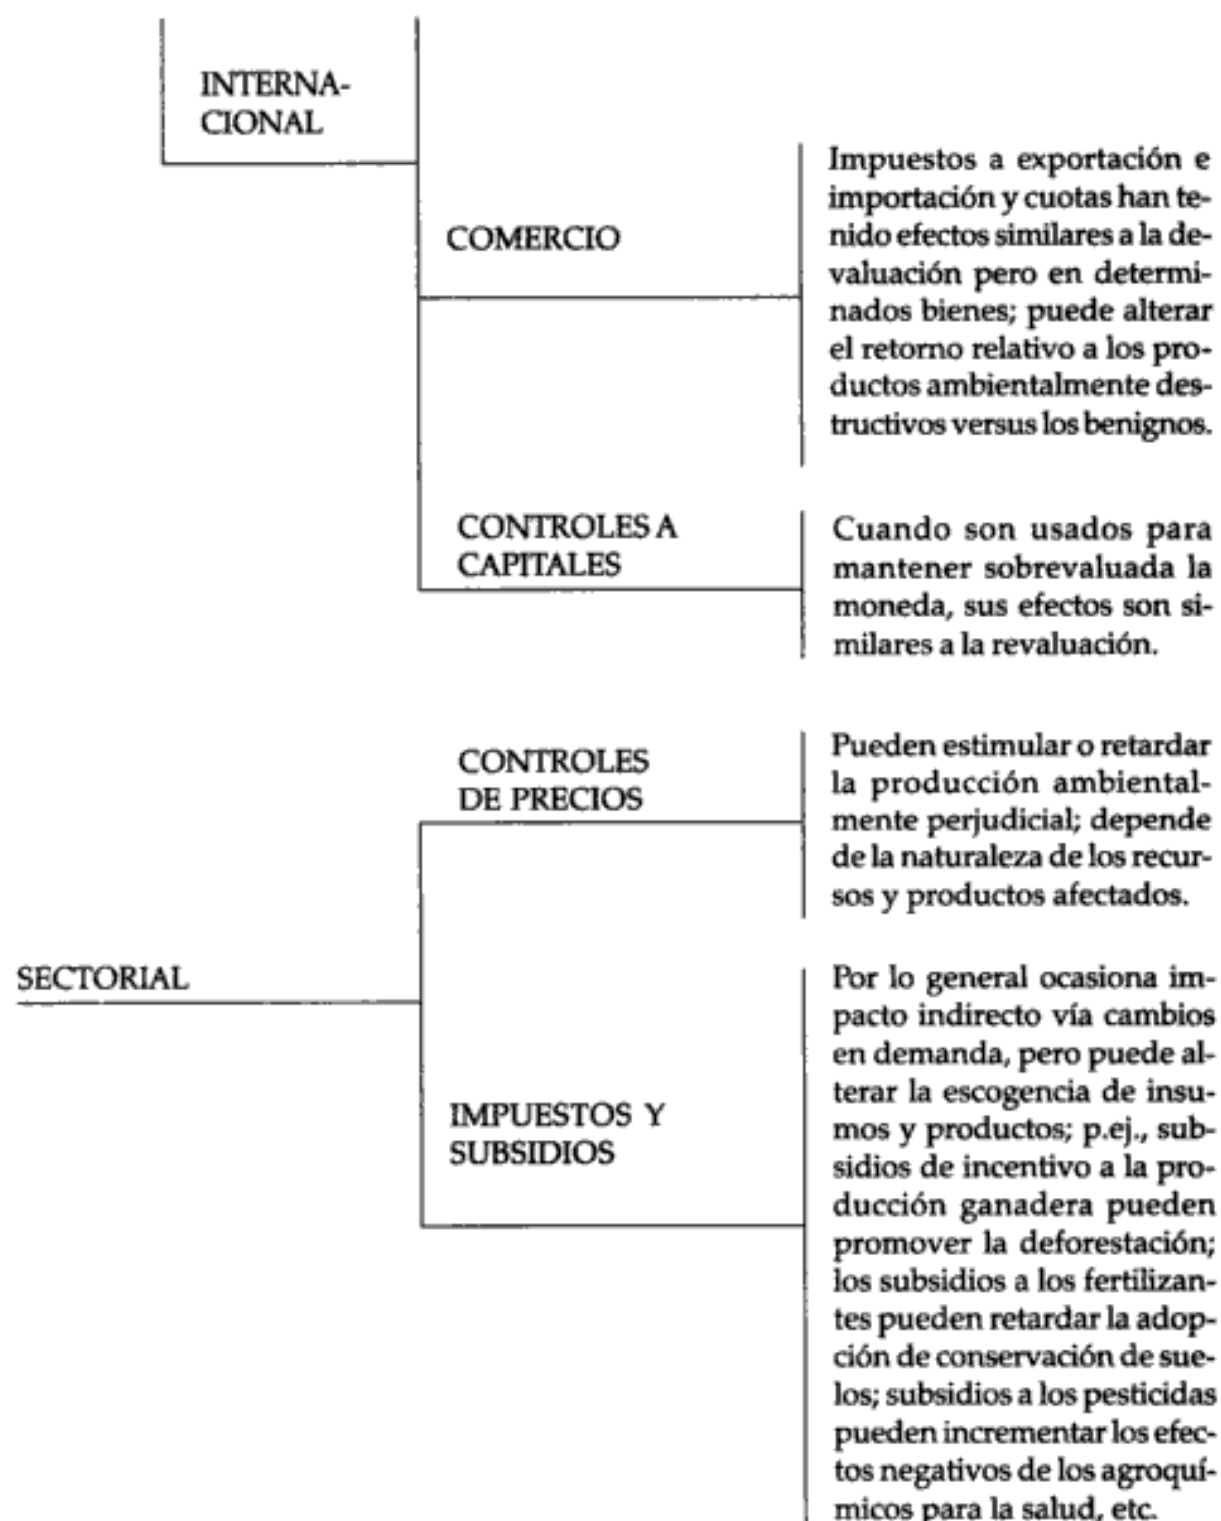 INTERNA-
CIONAL
COMERCIO
Impuestos a exportación e
importación y cuotas han te-
nido efectos similares a la de-
valuación pero en determi-
nados bienes; puede alterar
el retorno relativo a los pro-
ductos ambientalmente des-
tructivos versus los benignos.
CONTROLES A
CAPITALES
Cuando son usados para
mantener sobrevaluada la
moneda, sus efectos son si-
milares a la revaluación.
CONTROLES
DE PRECIOS
Pueden estimular o retardar
la producción ambiental-
mente perjudicial; depende
de la naturaleza de los recur-
sos y productos afectados.
SECTORIAL
IMPUESTOS Y
SUBSIDIOS
Por lo general ocasiona im-
pacto indirecto vía cambios
en demanda, pero puede al-
terar la escogencia de insu-
mos y productos; p.ej., sub-
sidios de incentivo a la pro-
ducción ganadera pueden
promover la deforestación;
los subsidios a los fertilizan-
tes pueden retardar la adop-
ción de conservación de sue-
los; subsidios a los pesticidas
pueden incrementar los efec-
tos negativos de los agroquí-
micos para la salud, etc.